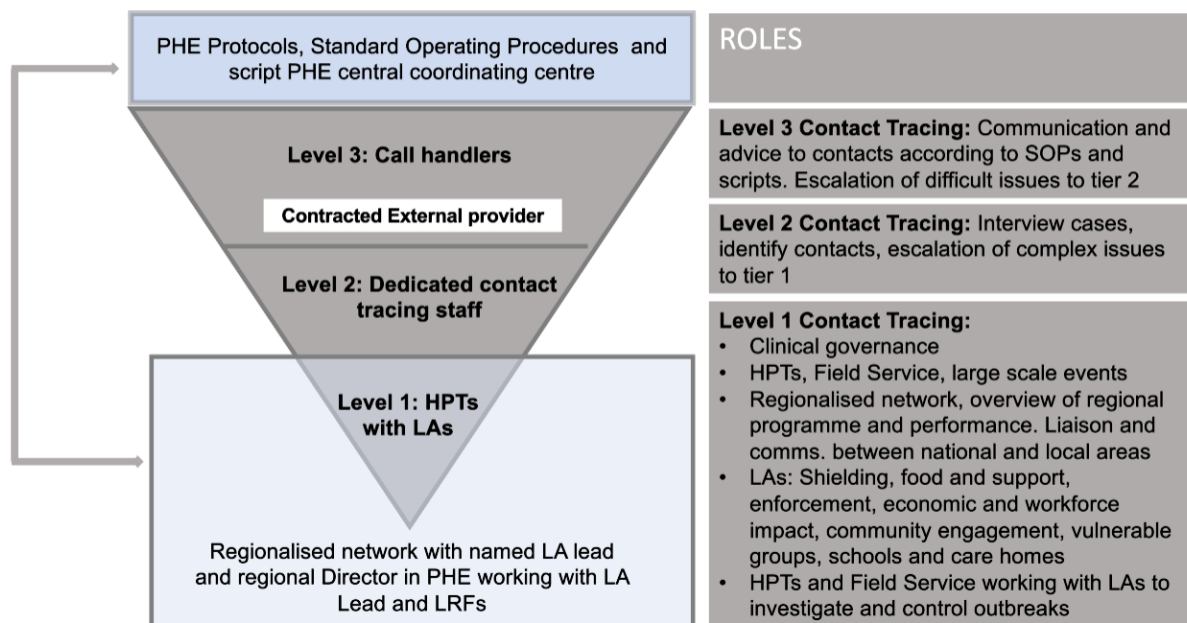 PHE Protocols, Standard Operating Procedures and
script PHE central coordinating centre
Level 3: Call handlers
Contracted External provider
Level 2: Dedicated contact
tracing staff
Level 1: HPTs
with LAs
Regionalised network with named LA lead
and regional Director in PHE working with LA
Lead and LRFs
ROLES
Level 3 Contact Tracing: Communication and
advice to contacts according to SOPs and
scripts. Escalation of difficult issues to tier 2
Level 2 Contact Tracing: Interview cases,
identify contacts, escalation of complex issues
to tier 1
Level 1 Contact Tracing:
• Clinical governance
• HPTs, Field Service, large scale events
• Regionalised network, overview of regional
programme and performance. Liaison and
comms. between national and local areas
• LAs: Shielding, food and support,
enforcement, economic and workforce
impact, community engagement, vulnerable
groups, schools and care homes
• HPTs and Field Service working with LAs to
investigate and control outbreaks